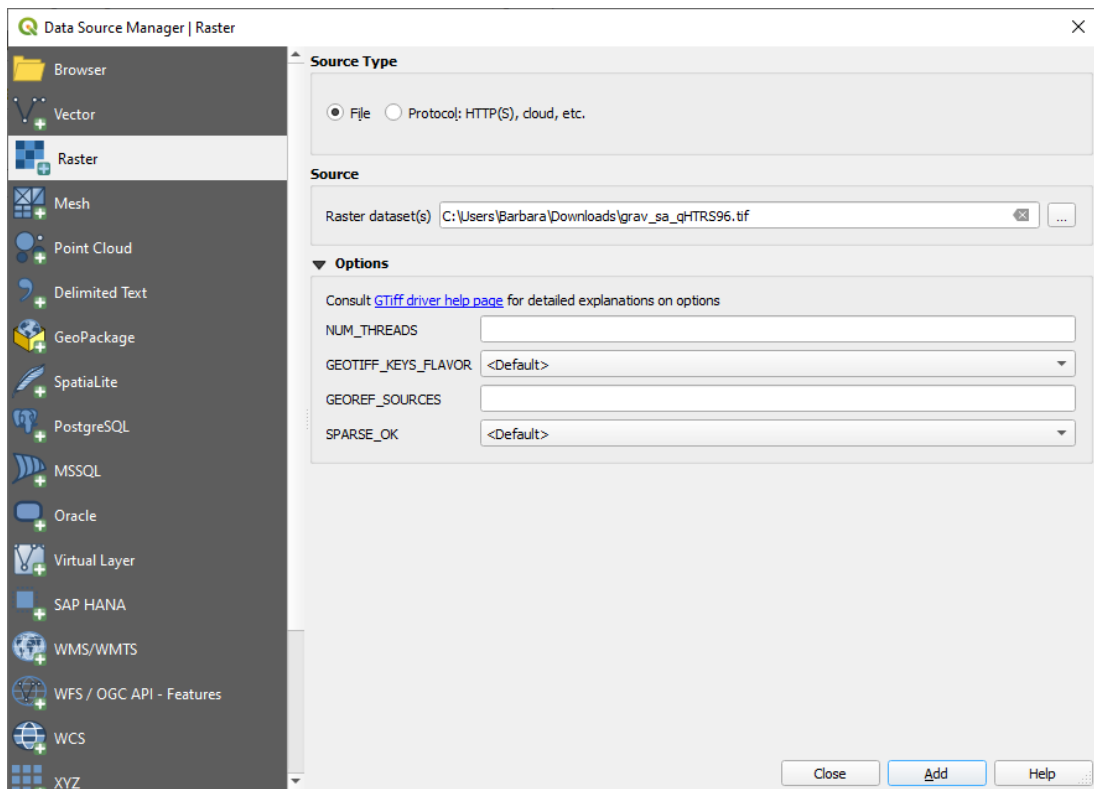 Data Source Manager | Raster
Browser
Vector
Raster
Mesh
Point Cloud
Delimited Text
GeoPackage
SpatiaLite
PostgreSQL
MSSQL
Oracle
Virtual Layer
SAP HANA
WMS/WMTS
WFS / OGC API - Features
WCS
XYZ
Source Type
File Protocol: HTTP(S), cloud, etc.
Source
Raster dataset(s) C:\Users\Barbara\Downloads\grav_sa_qHTRS96.tif ...
Options
Consult GTiff driver help page for detailed explanations on options
NUM_THREADS
GEOTIFF_KEYS_FLAVOR <Default>
GEOREF_SOURCES
SPARSE_OK <Default>
Close Add Help